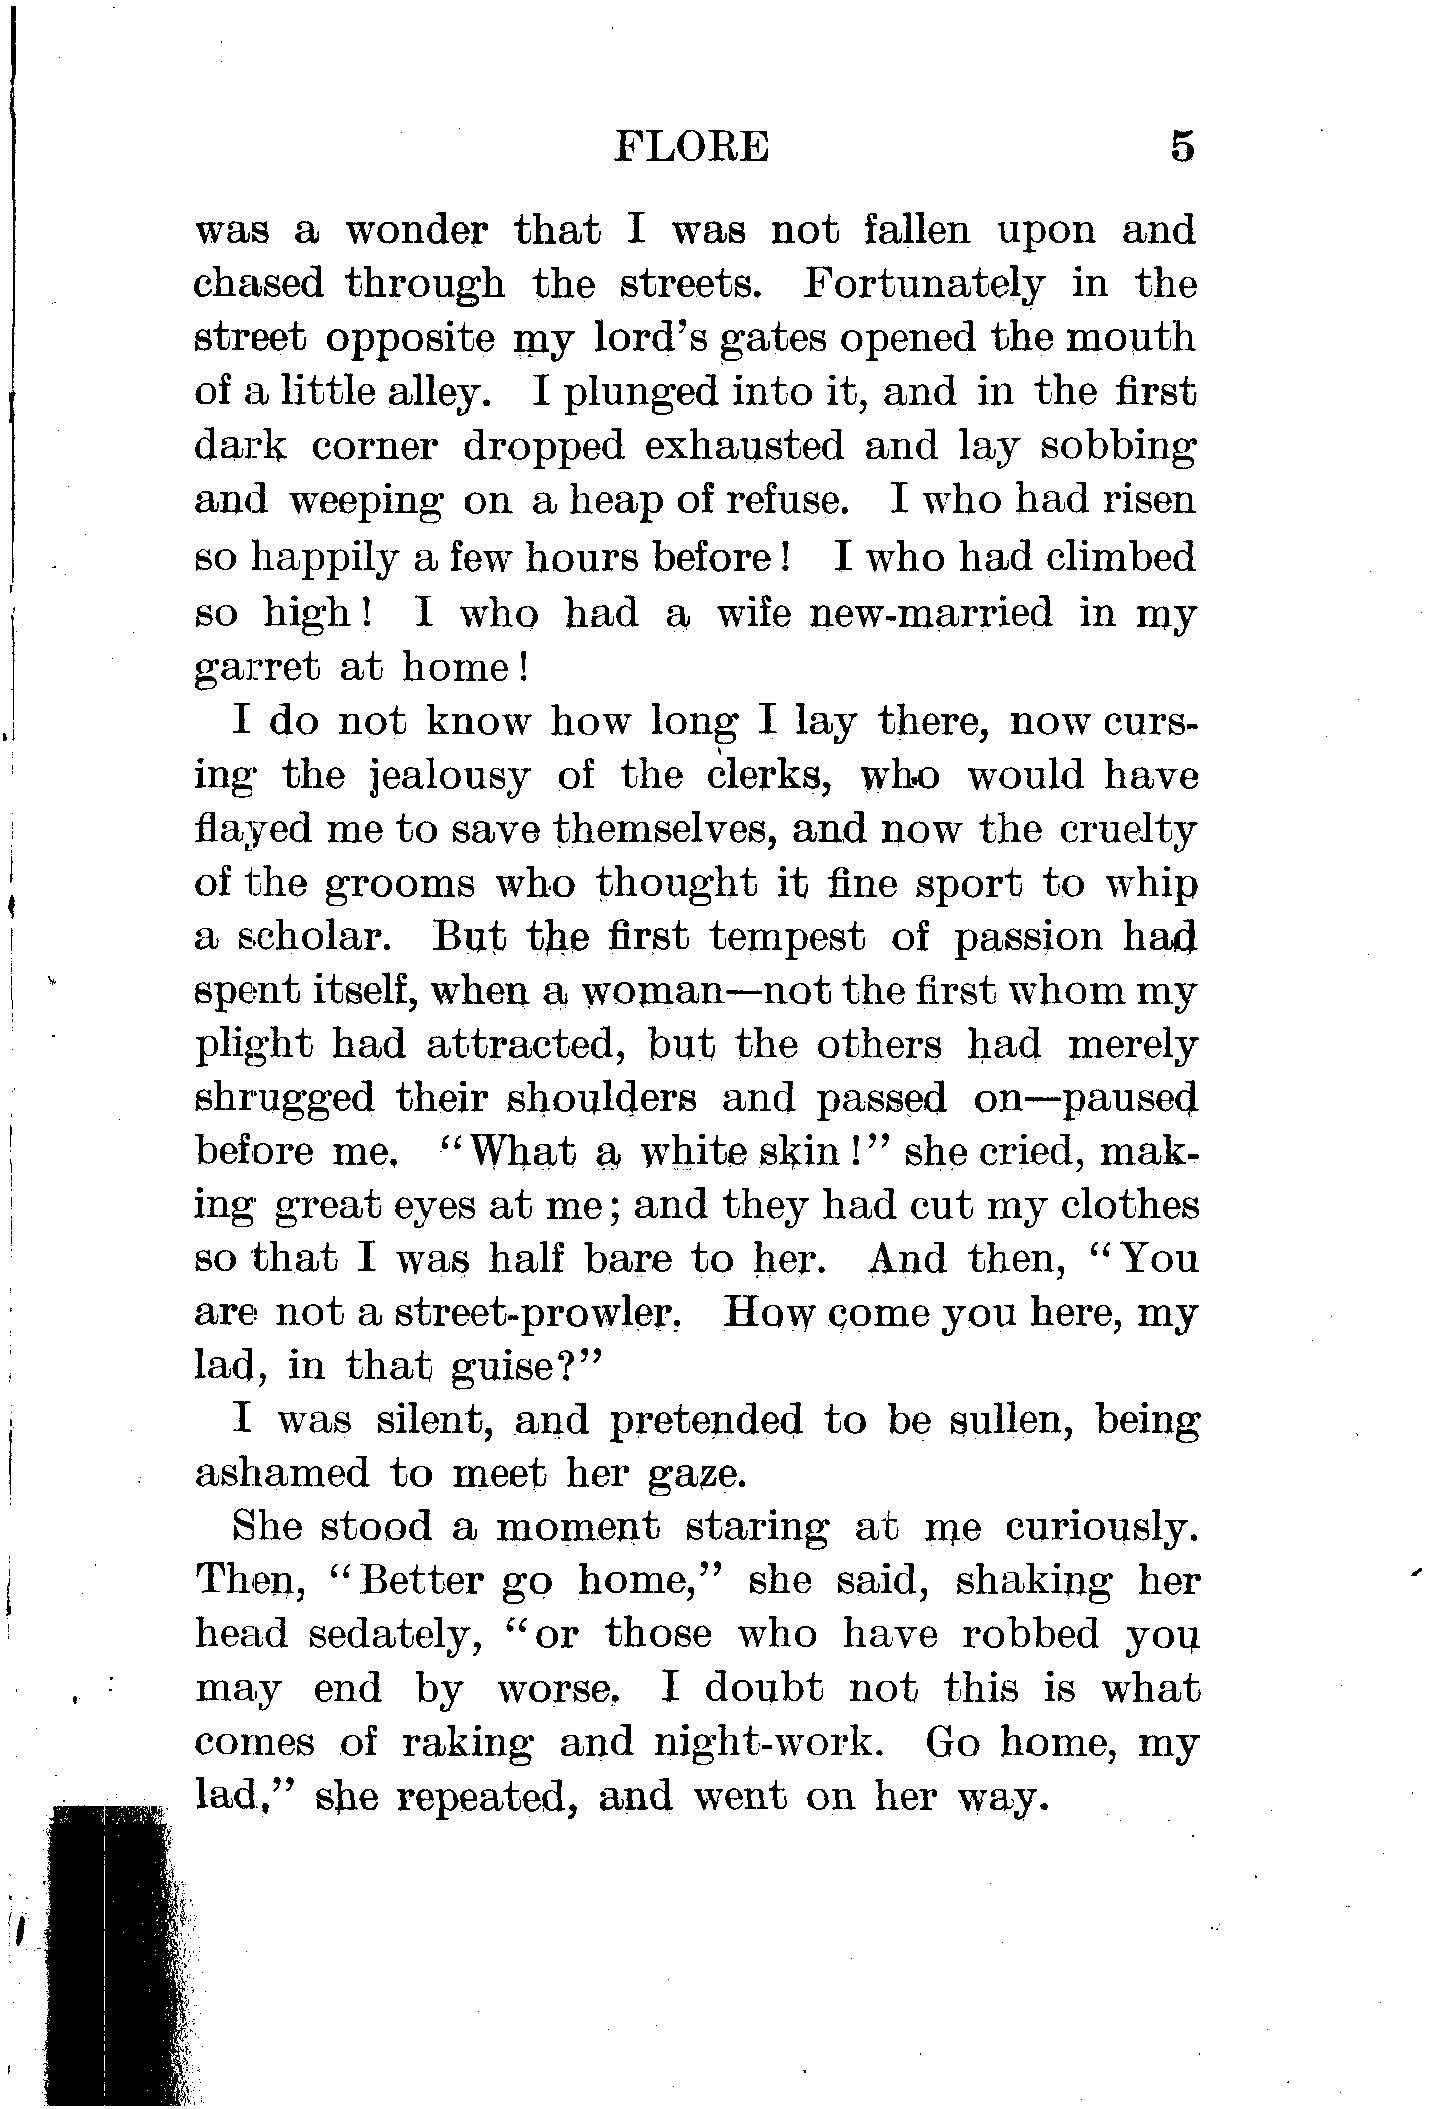 FLORE 5
was a wonder that I was not fallen upon and
chased through the streets. Fortunately in the
street opposite my lord's gates opened the mouth
of a little alley. I plunged into it, and in the first
dark corner dropped exhausted and lay sobbing
and weeping on a heap of refuse. I who had risen
so happily a few hours before! I who had climbed
so high! I who had a wife new-married in my
garret at home!
I do not know how long I lay there, now curs-
ing the jealousy of the clerks, who would have
flayed me to save themselves, and now the cruelty
of the grooms who thought it fine sport to whip
a scholar. But the first tempest of passion had
spent itself, when a woman—not the first whom my
plight had attracted, but the others had merely
shrugged their shoulders and passed on—paused
before me. "What a white skin!" she cried, mak-
ing great eyes at me; and they had cut my clothes
so that I was half bare to her. And then, "You
are not a street-prowler. How come you here, my
lad, in that guise?"
I was silent, and pretended to be sullen, being
ashamed to meet her gaze.
She stood a moment staring at me curiously.
Then, "Better go home," she said, shaking her
head sedately, "or those who have robbed you
may end by worse. I doubt not this is what
comes of raking and night-work. Go home, my
lad," she repeated, and went on her way.